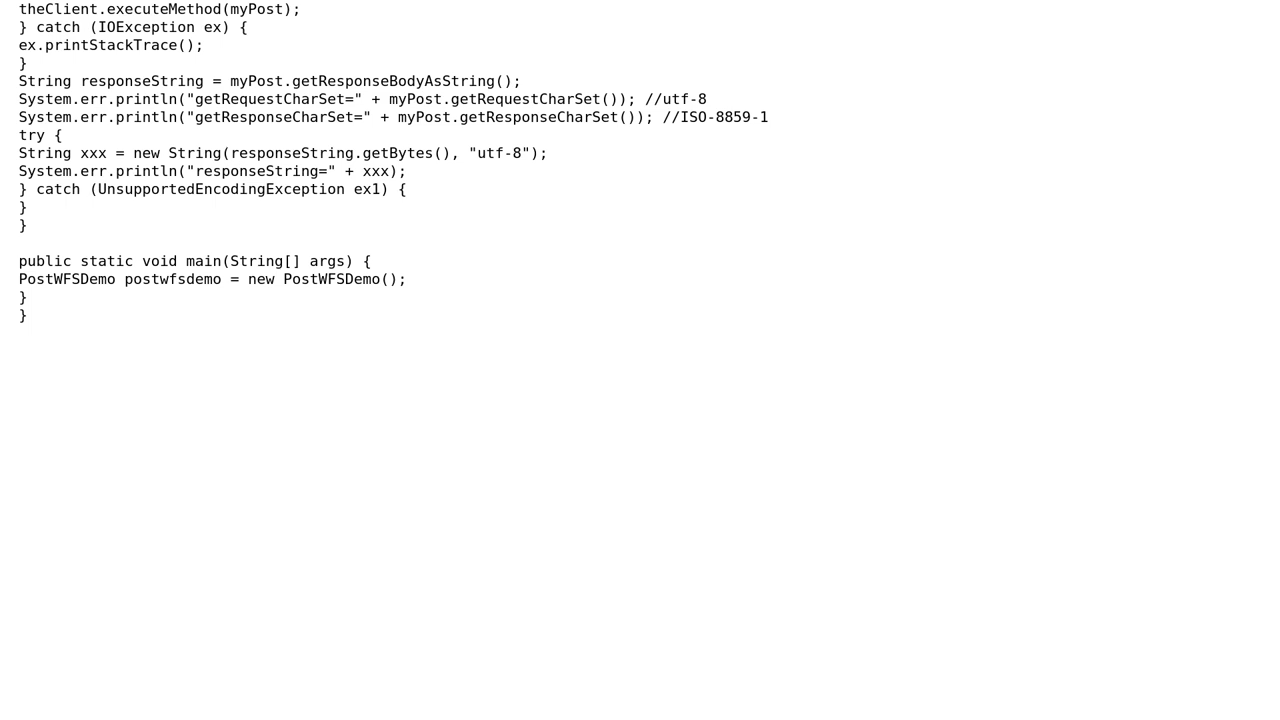 theClient.executeMethod(myPost);
} catch (IOException ex) {
ex.printStackTrace();
}
String responseString = myPost.getResponseBodyAsString();
System.err.println("getRequestCharSet=" + myPost.getRequestCharSet()); //utf-8
System.err.println("getResponseCharSet=" + myPost.getResponseCharSet()); //ISO-8859-1
try {
String xxx = new String(responseString.getBytes(), "utf-8");
System.err.println("responseString=" + xxx);
} catch (UnsupportedEncodingException ex1) {
}
}

public static void main(String[] args) {
PostWFSDemo postwfsdemo = new PostWFSDemo();
}
}